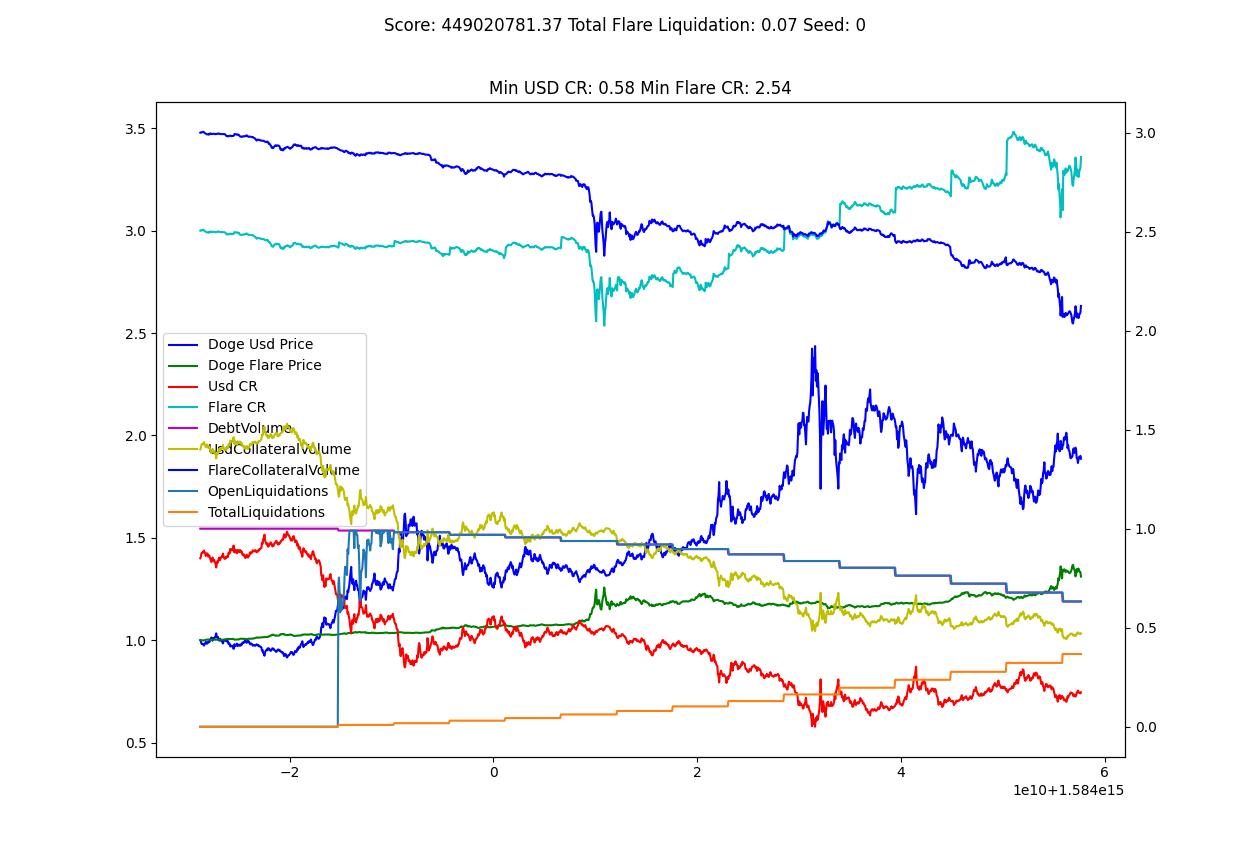 Score: 449020781.37 Total Flare Liquidation: 0.07 Seed: 0
Min USD CR: 0.58 Min Flare CR: 2.54
3.5
3.0
2.5
2.0
1.5
1.0
0.5
Doge Usd Price
Doge Flare Price
Usd CR
Flare CR
DebtVolume
UsdCollateralVolume
FlareCollateralVolume
OpenLiquidations
TotalLiquidations
3.0
2.5
2.0
1.5
1.0
0.5
0.0
−2
0
2
4
6
1e10+1.584e15